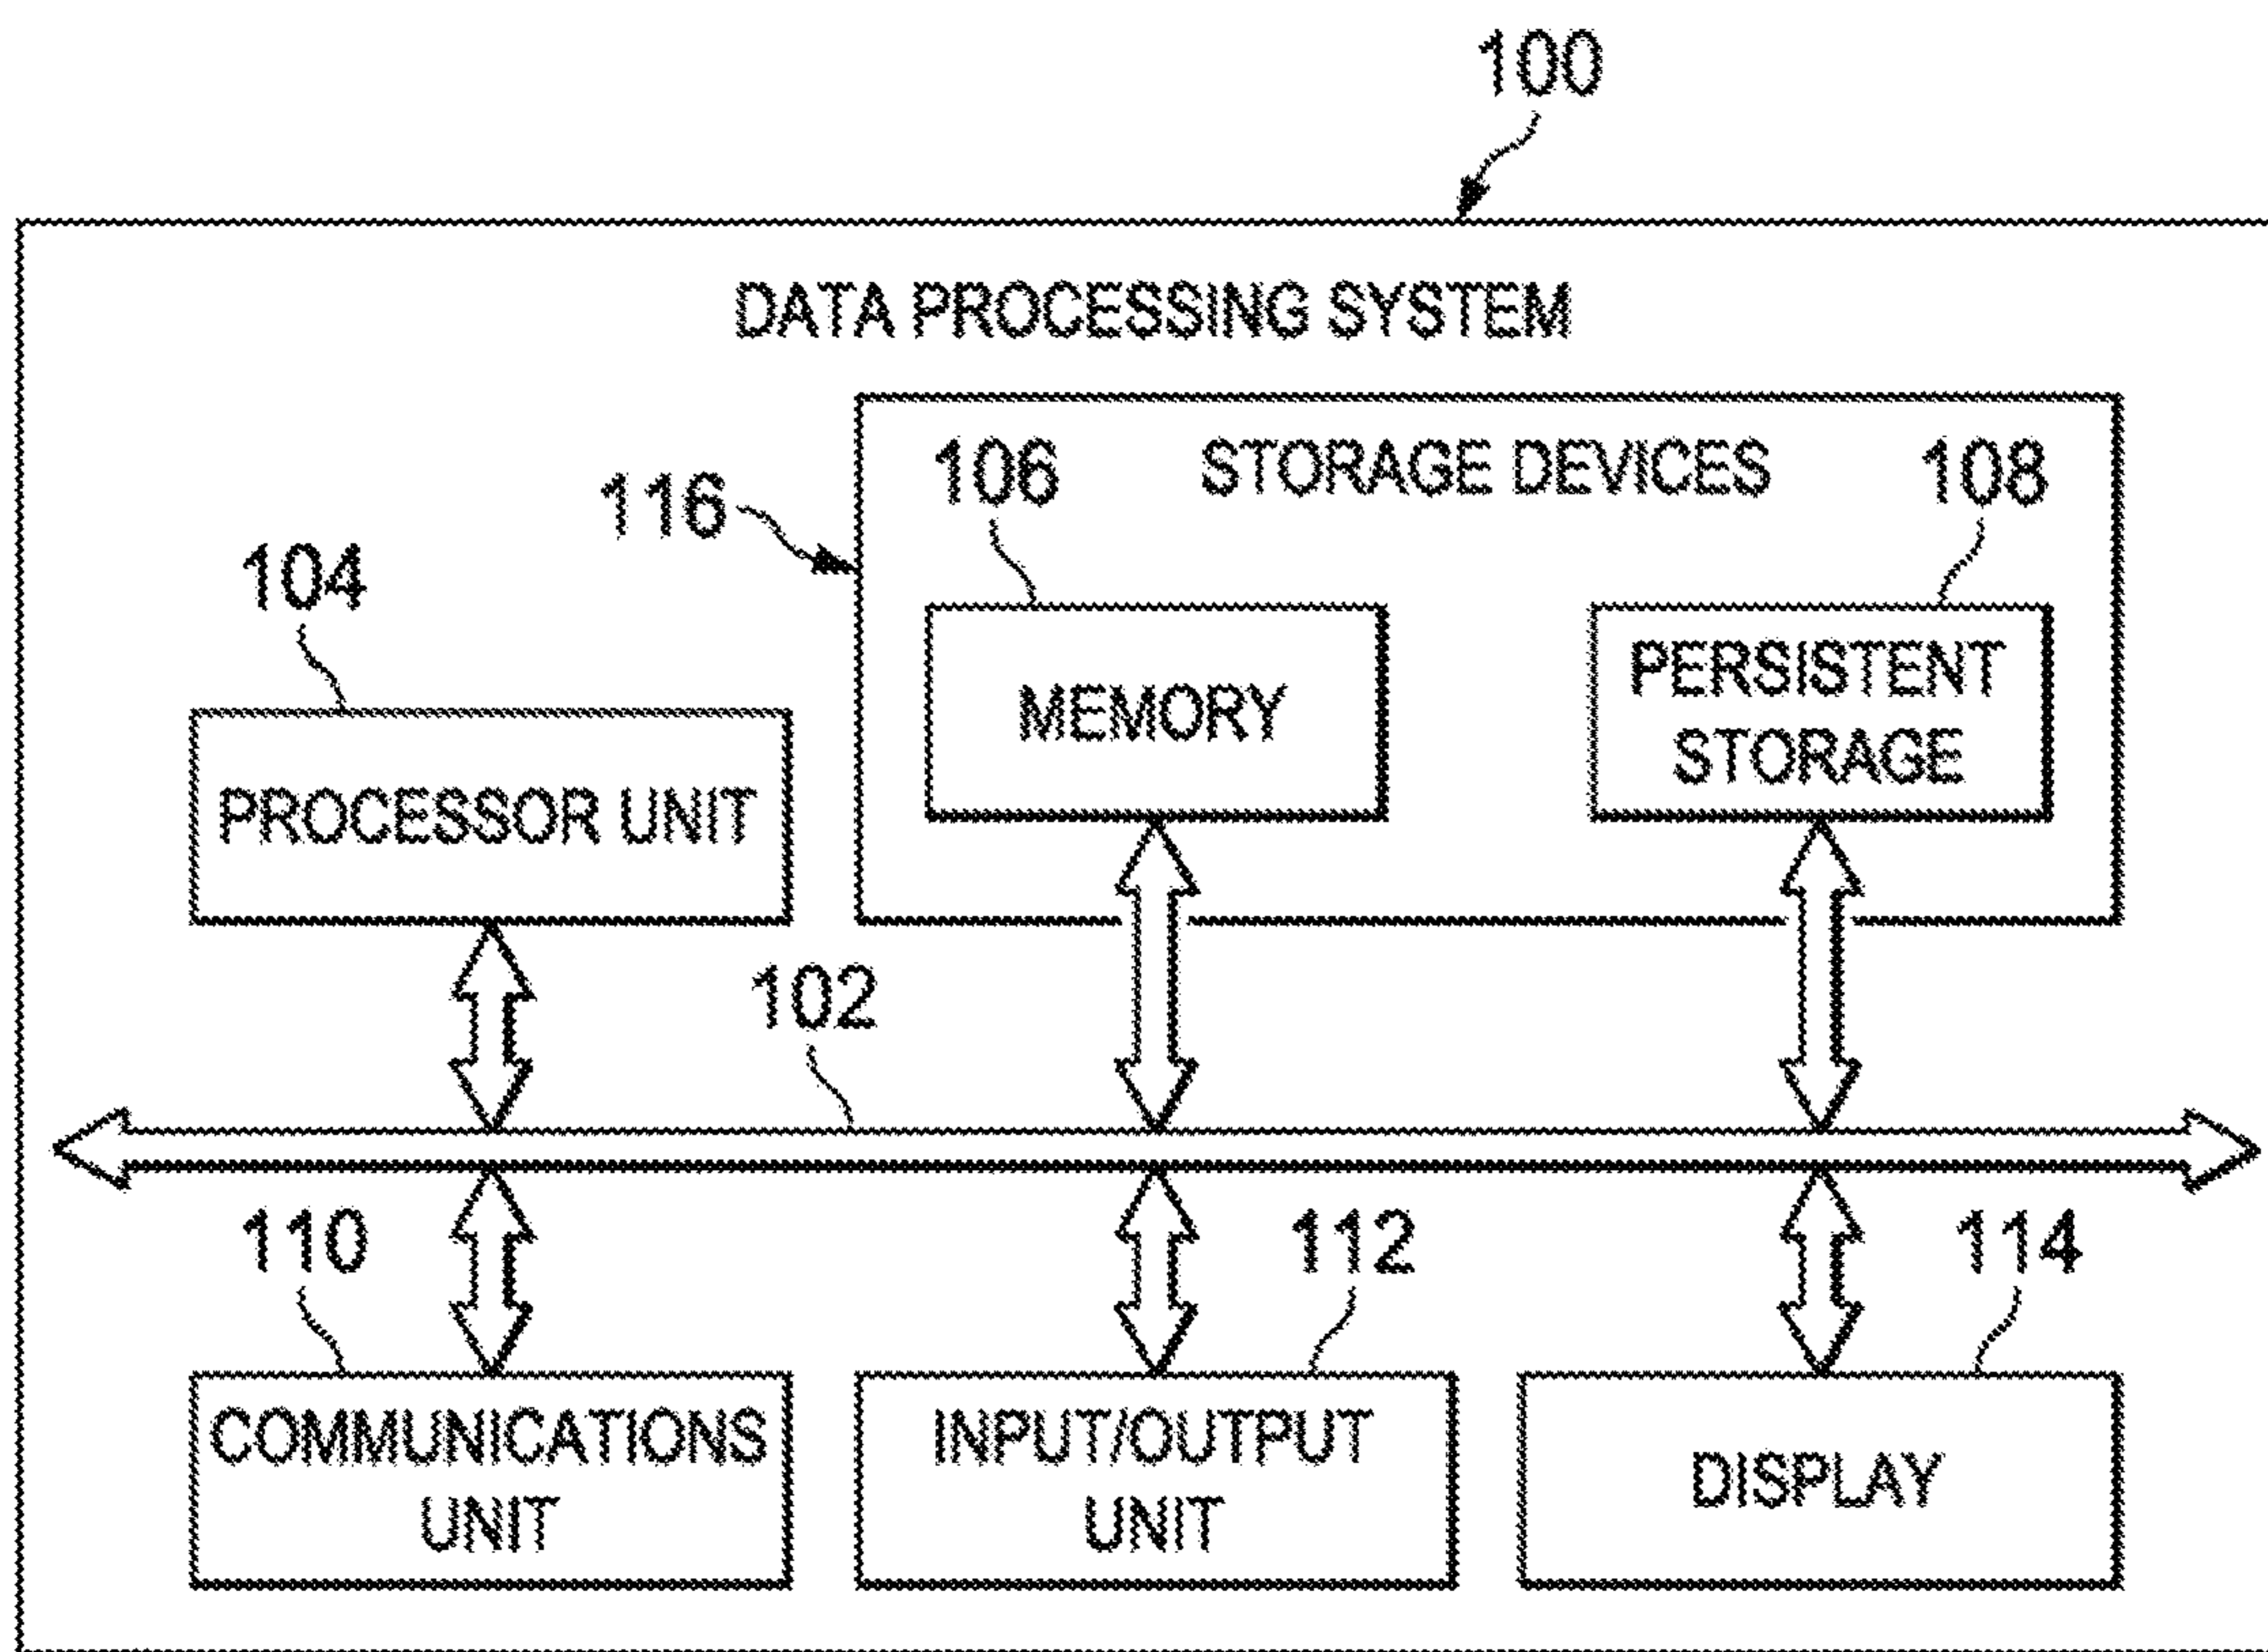 100
DATA PROCESSING SYSTEM
116
106
STORAGE DEVICES
108
104
MEMORY
PERSISTENT
STORAGE
PROCESSOR UNIT
102
110
112
114
COMMUNICATIONS
UNIT
INPUT/OUTPUT
UNIT
DISPLAY